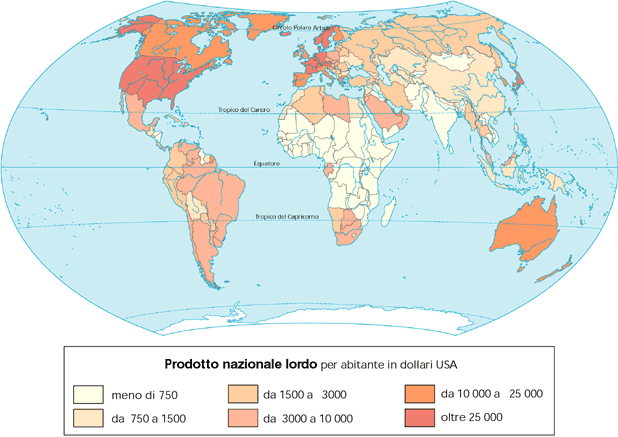 Circolo Polare Artico
Tropico del Cancro
Equatore
Tropico del Capricorno
Prodotto nazionale lordo per abitante in dollari USA
meno di 750
da 1500 a 3000
da 10 000 a 25 000
da 750 a 1500
da 3000 a 10 000
oltre 25 000